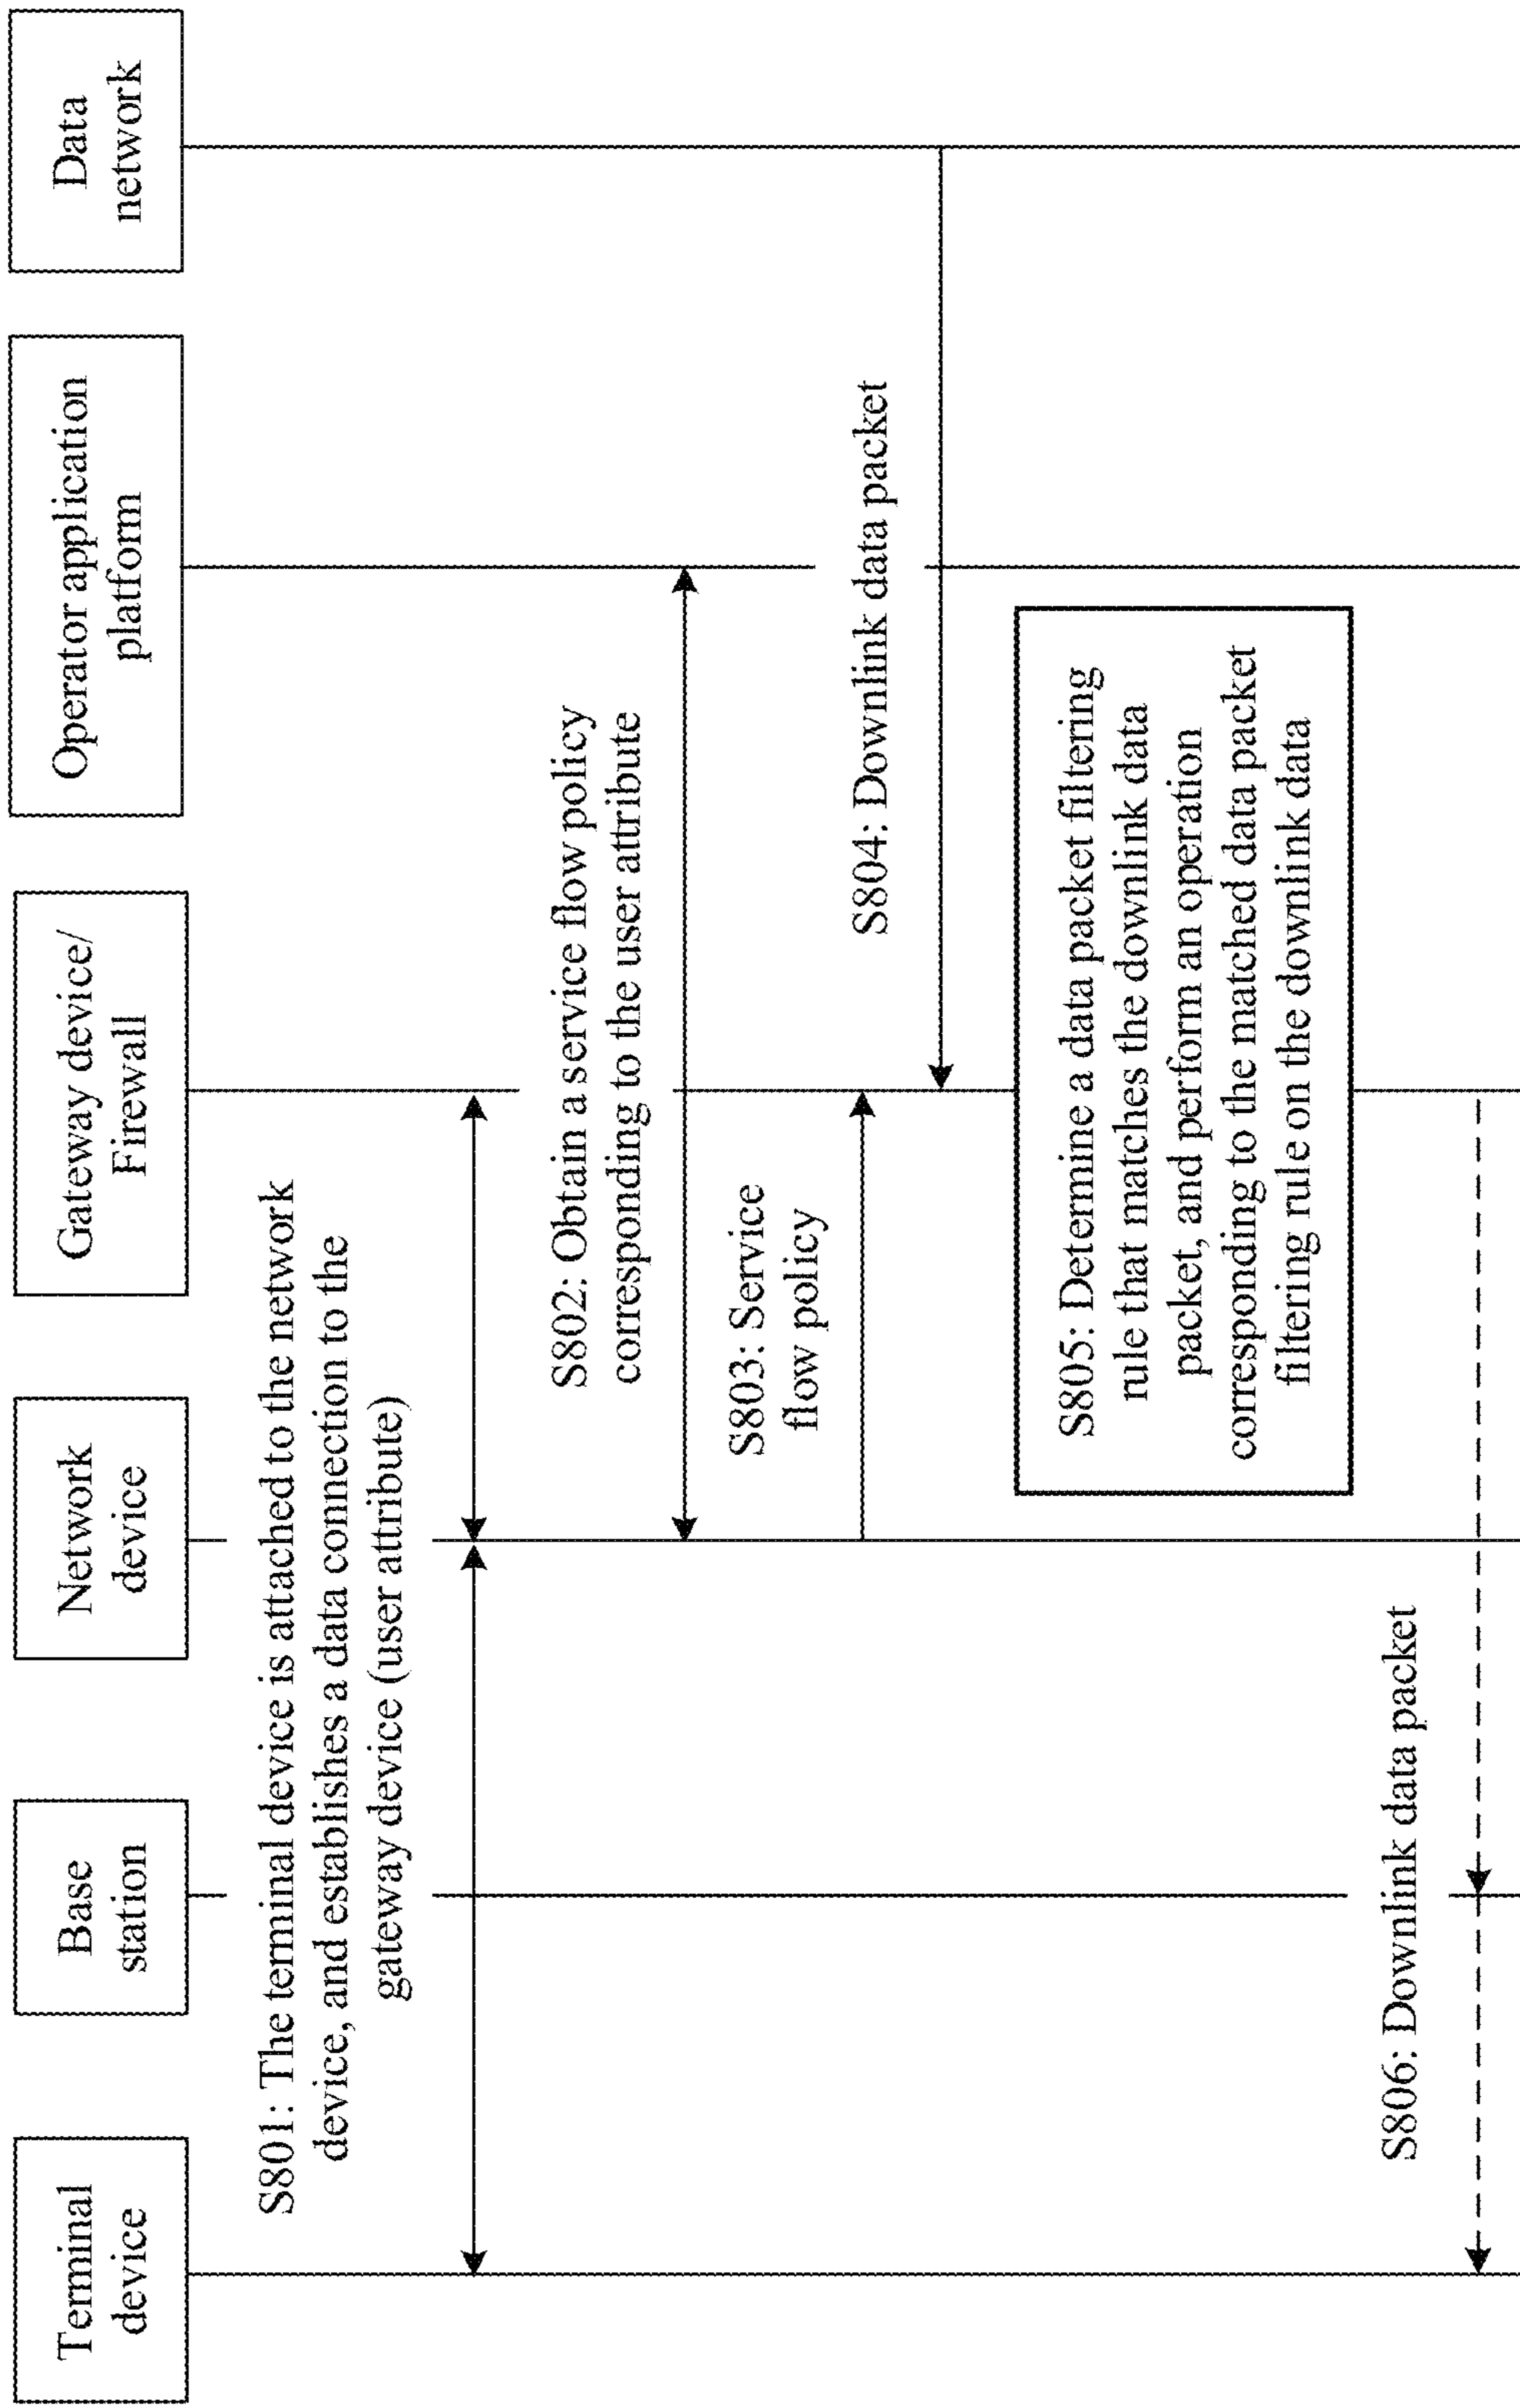 Terminal
device
Base
station
Network
device
Gateway device/
Firewall
Operator application
platform
Data
network
S801: The terminal device is attached to the network
device, and establishes a data connection to the
gateway device (user attribute)
S802: Obtain a service flow policy
corresponding to the user attribute
S803: Service
flow policy
S804: Downlink data packet
S805: Determine a data packet filtering
rule that matches the downlink data
packet, and perform an operation
corresponding to the matched data packet
filtering rule on the downlink data
S806: Downlink data packet